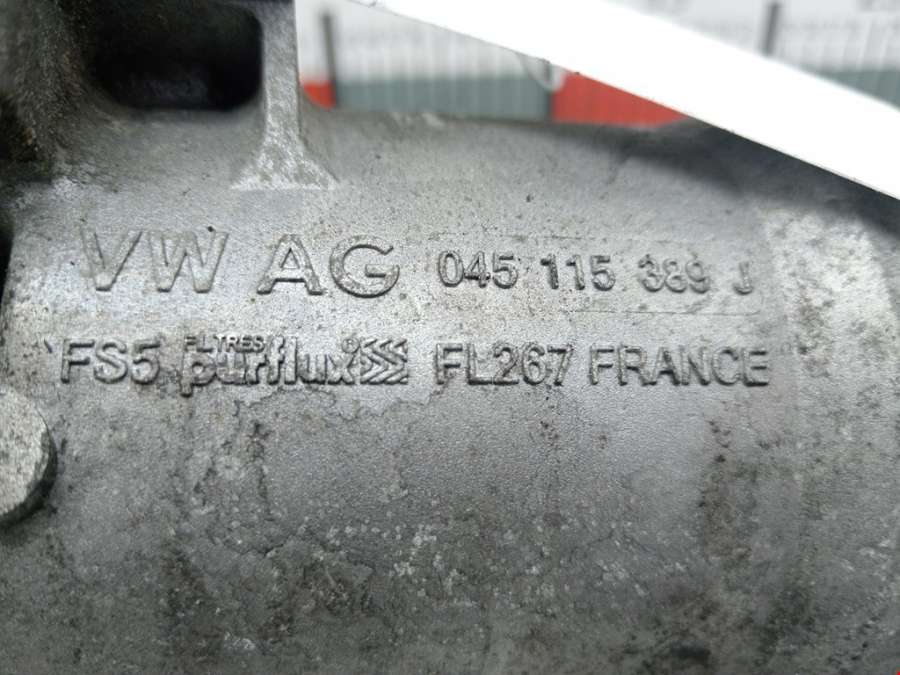 VW AG 045 115 389 J
FS5 FILTRES purflux FL267 FRANCE